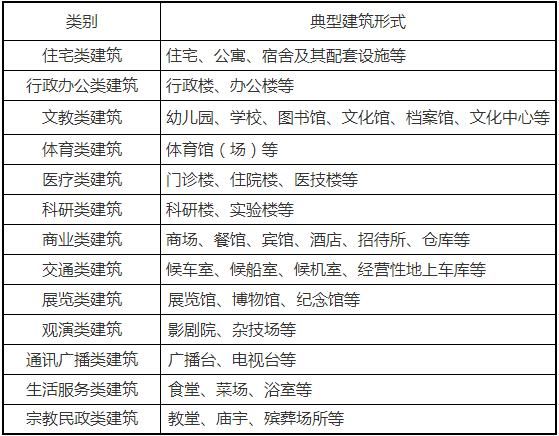 类别 典型建筑形式
住宅类建筑 住宅、公寓、宿舍及其配套设施等
行政办公类建筑 行政楼、办公楼等
文教类建筑 幼儿园、学校、图书馆、文化馆、档案馆、文化中心等
体育类建筑 体育馆（场）等
医疗类建筑 门诊楼、住院楼、医技楼等
科研类建筑 科研楼、实验楼等
商业类建筑 商场、餐馆、宾馆、酒店、招待所、仓库等
交通类建筑 候车室、候船室、候机室、经营性地上车库等
展览类建筑 展览馆、博物馆、纪念馆等
观演类建筑 影剧院、杂技场等
通讯广播类建筑 广播台、电视台等
生活服务类建筑 食堂、菜场、浴室等
宗教民政类建筑 教堂、庙宇、殡葬场所等